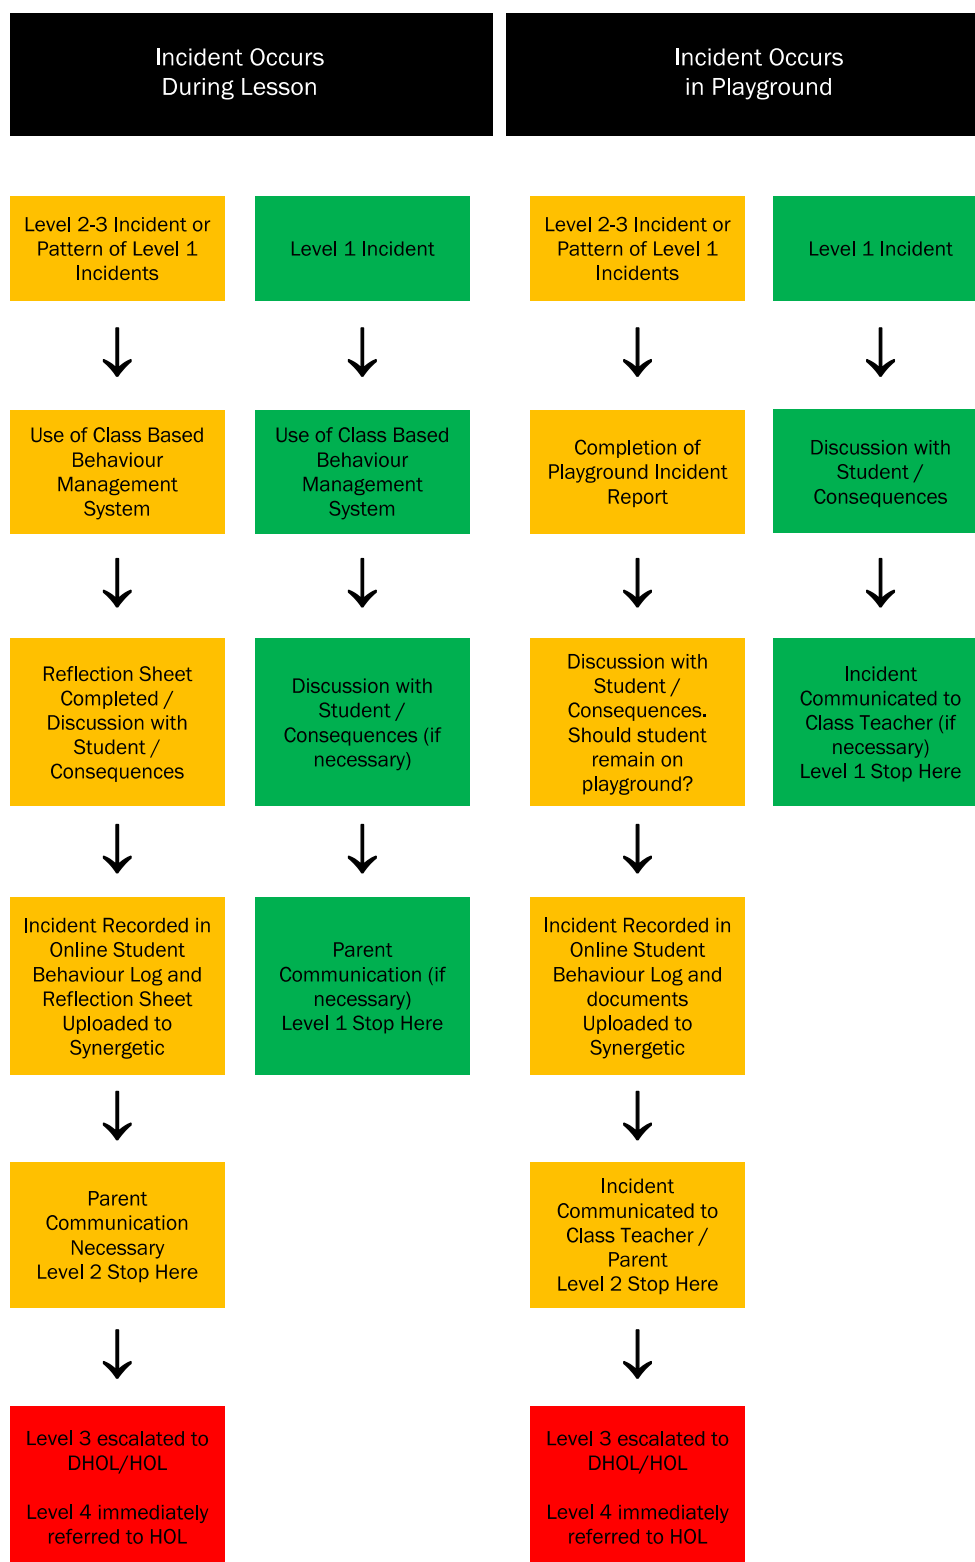 Incident Occurs
During Lesson
Incident Occurs
in Playground
Level 2-3 Incident or
Pattern of Level 1
Incidents
Level 1 Incident
Level 2-3 Incident or
Pattern of Level 1
Incidents
Level 1 Incident
Use of Class Based
Behaviour
Management
System
Use of Class Based
Behaviour
Management
System
Completion of
Playground Incident
Report
Discussion with
Student /
Consequences
Reflection Sheet
Completed /
Discussion with
Student /
Consequences
Discussion with
Student /
Consequences (if
necessary)
Discussion with
Student /
Consequences.
Should student
remain on
playground?
Incident
Communicated to
Class Teacher (if
necessary)
Level 1 Stop Here
Incident Recorded in
Online Student
Behaviour Log and
Reflection Sheet
Uploaded to
Synergetic
Parent
Communication (if
necessary)
Level 1 Stop Here
Incident Recorded in
Online Student
Behaviour Log and
documents
Uploaded to
Synergetic
Parent
Communication
Necessary
Level 2 Stop Here
Incident
Communicated to
Class Teacher /
Parent
Level 2 Stop Here
Level 3 escalated to
DHOL/HOL
Level 4 immediately
referred to HOL
Level 3 escalated to
DHOL/HOL
Level 4 immediately
referred to HOL